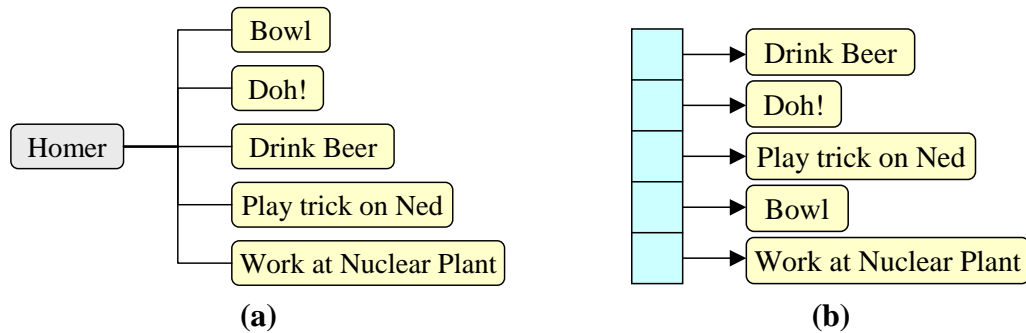 Bowl
Doh!
Homer
Drink Beer
Play trick on Ned
Work at Nuclear Plant
(a)
Drink Beer
Doh!
Play trick on Ned
Bowl
Work at Nuclear Plant
(b)